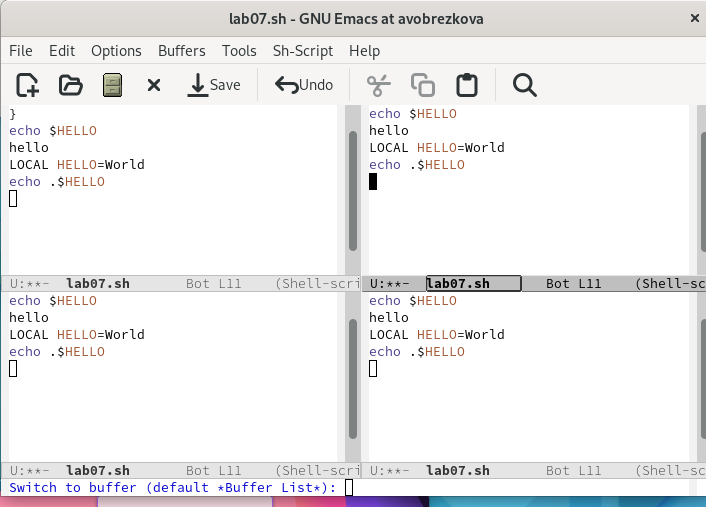 lab07.sh - GNU Emacs at avobrezkova
File Edit Options Buffers Tools Sh-Script Help
Save Undo
}
echo $HELLO
hello
LOCAL HELLO=World
echo .$HELLO
U:**- lab07.sh Bot L11 (Shell-scri
echo $HELLO
hello
LOCAL HELLO=World
echo .$HELLO
U:**- lab07.sh Bot L11 (Shell-sc
echo $HELLO
hello
LOCAL HELLO=World
echo .$HELLO
U:**- lab07.sh Bot L11 (Shell-scri
echo $HELLO
hello
LOCAL HELLO=World
echo .$HELLO
U:**- lab07.sh Bot L11 (Shell-sc
Switch to buffer (default *Buffer List*):